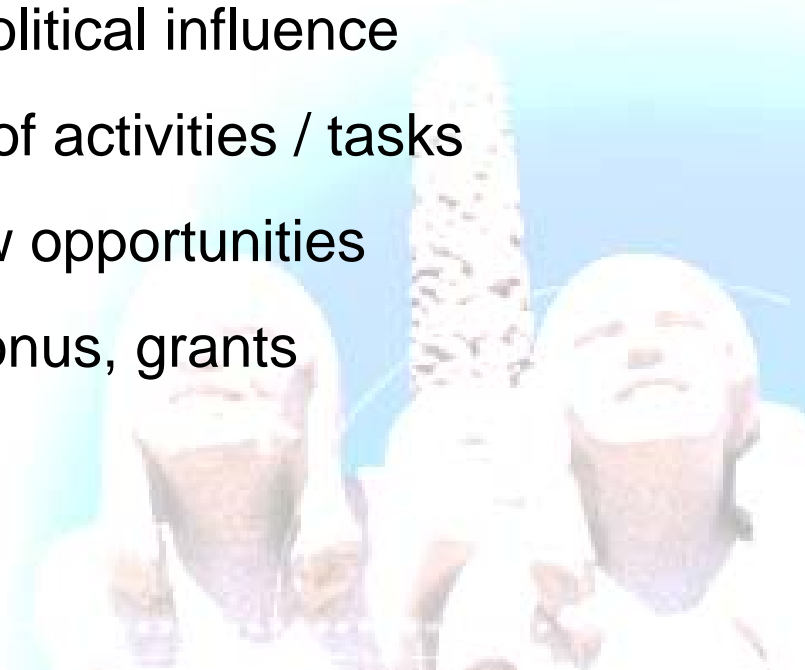 olitical influence
of activities / tasks
opportunities
onus, grants